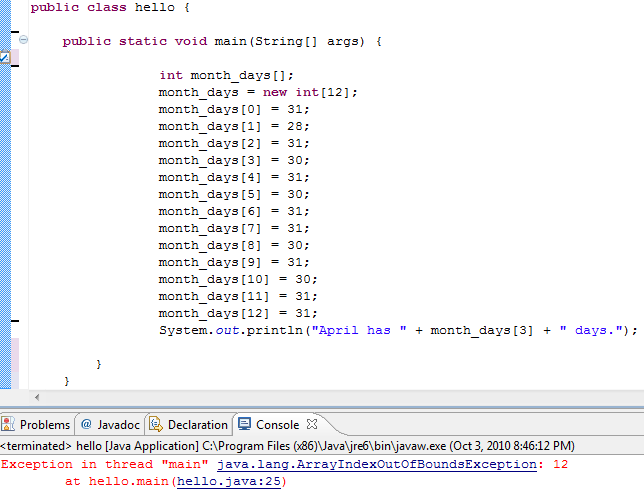 public class hello {
public static void main(String[] args) {
int month_days[];
month_days = new int[12];
month_days[0] = 31;
month_days[1] = 28;
month_days[2] = 31;
month_days[3] = 30;
month_days[4] = 31;
month_days[5] = 30;
month_days[6] = 31;
month_days[7] = 31;
month_days[8] = 30;
month_days[9] = 31;
month_days[10] = 30;
month_days[11] = 31;
month_days[12] = 31;
System.out.println("April has " + month_days[3] + " days.");
}
}
Problems @ Javadoc Declaration Console
<terminated> hello [Java Application] C:\Program Files (x86)\Java\jre6\bin\javaw.exe (Oct 3, 2010 8:46:12 PM)
Exception in thread "main" java.lang.ArrayIndexOutOfBoundsException: 12
at hello.main(hello.java:25)